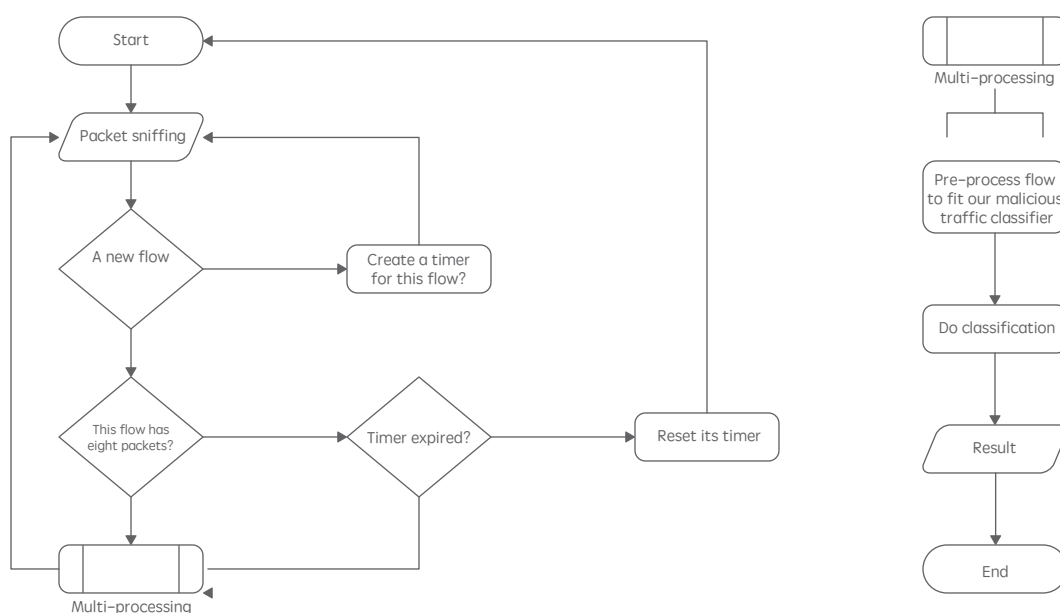 Start
Packet sniffing
A new flow
Create a timer
for this flow?
This flow has
eight packets?
Timer expired?
Reset its timer
Multi-processing
Multi-processing
Pre-process flow
to fit our malicious
traffic classifier
Do classification
Result
End